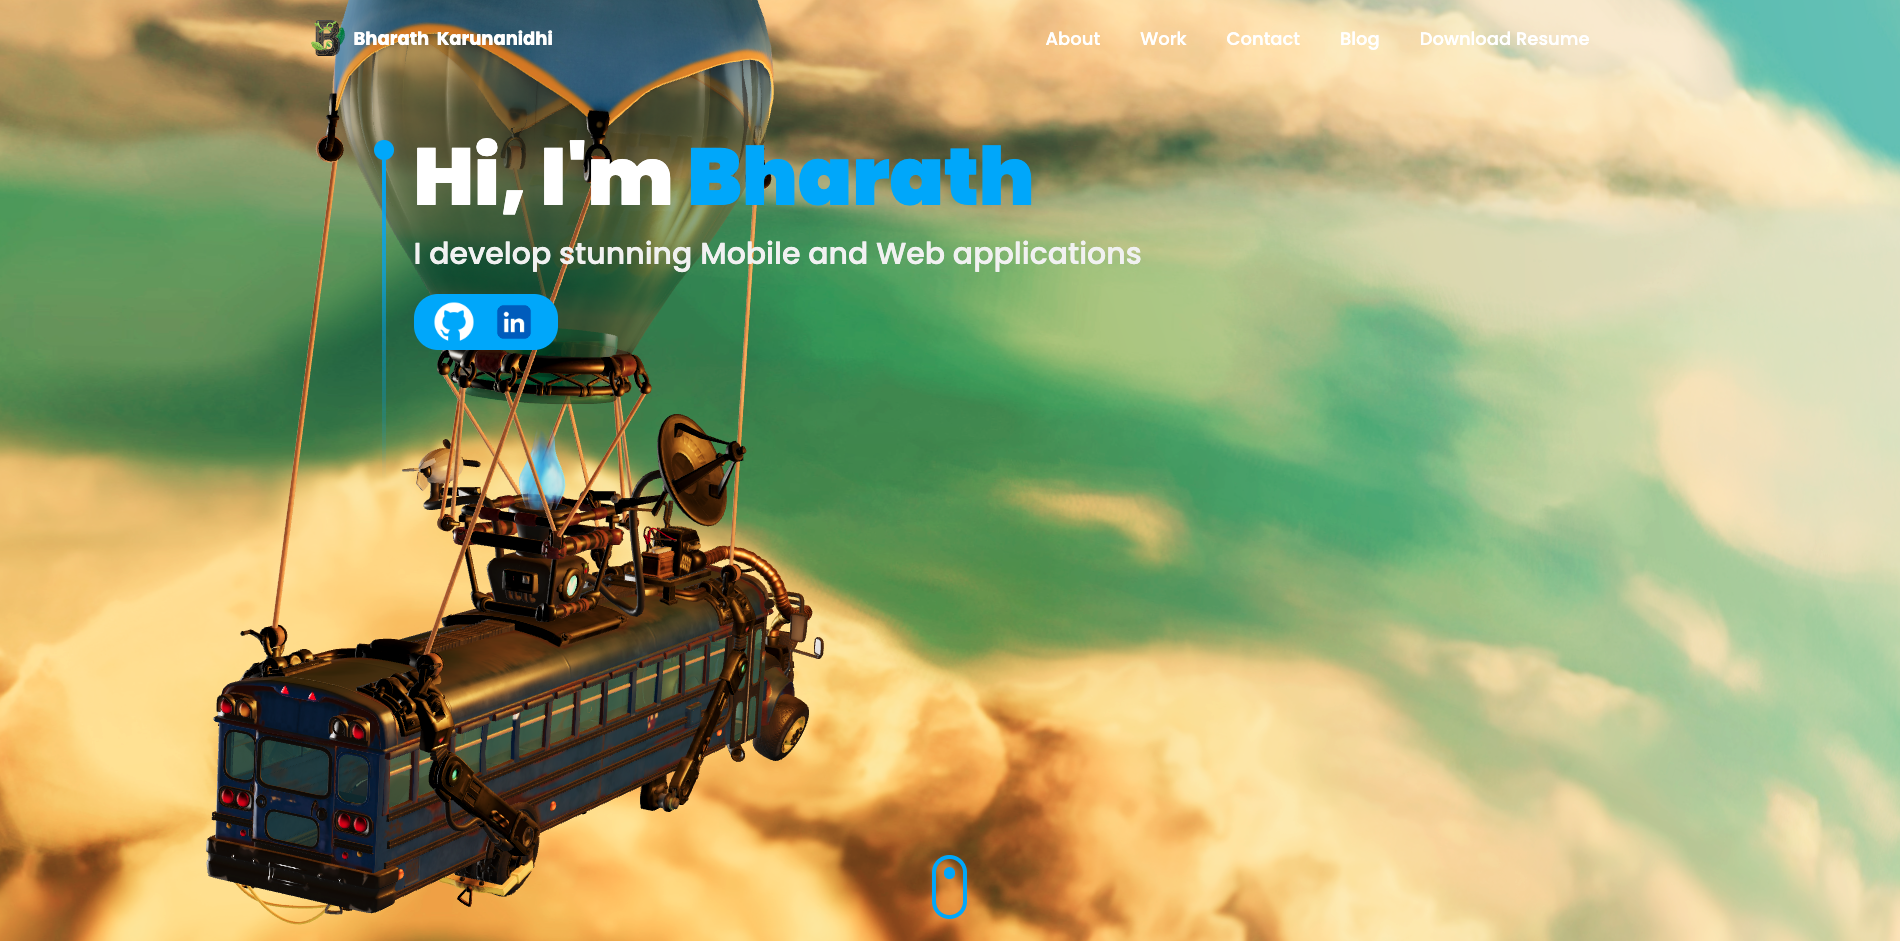 Bharath Karunanidhi
About
Work
Contact
Blog
Download Resume
Hi, I'm Bharath
I develop stunning Mobile and Web applications
in